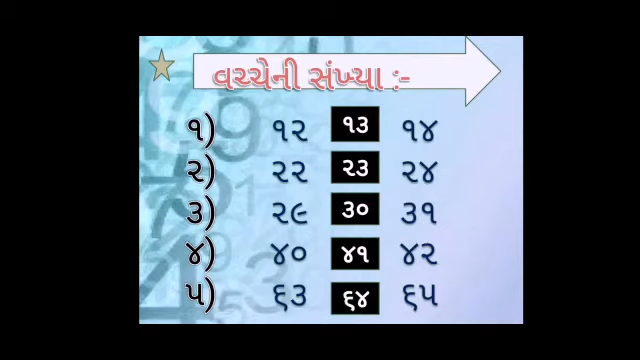 વચ્ચેની સંખ્યા :-
૧) ૧૨ ૧૩ ૧૪
૨) ૨૨ ૨૩ ૨૪
૩) ૨૯ ૩૦ ૩૧
૪) ૪૦ ૪૧ ૪૨
૫) ૬૩ ૬૪ ૬૫